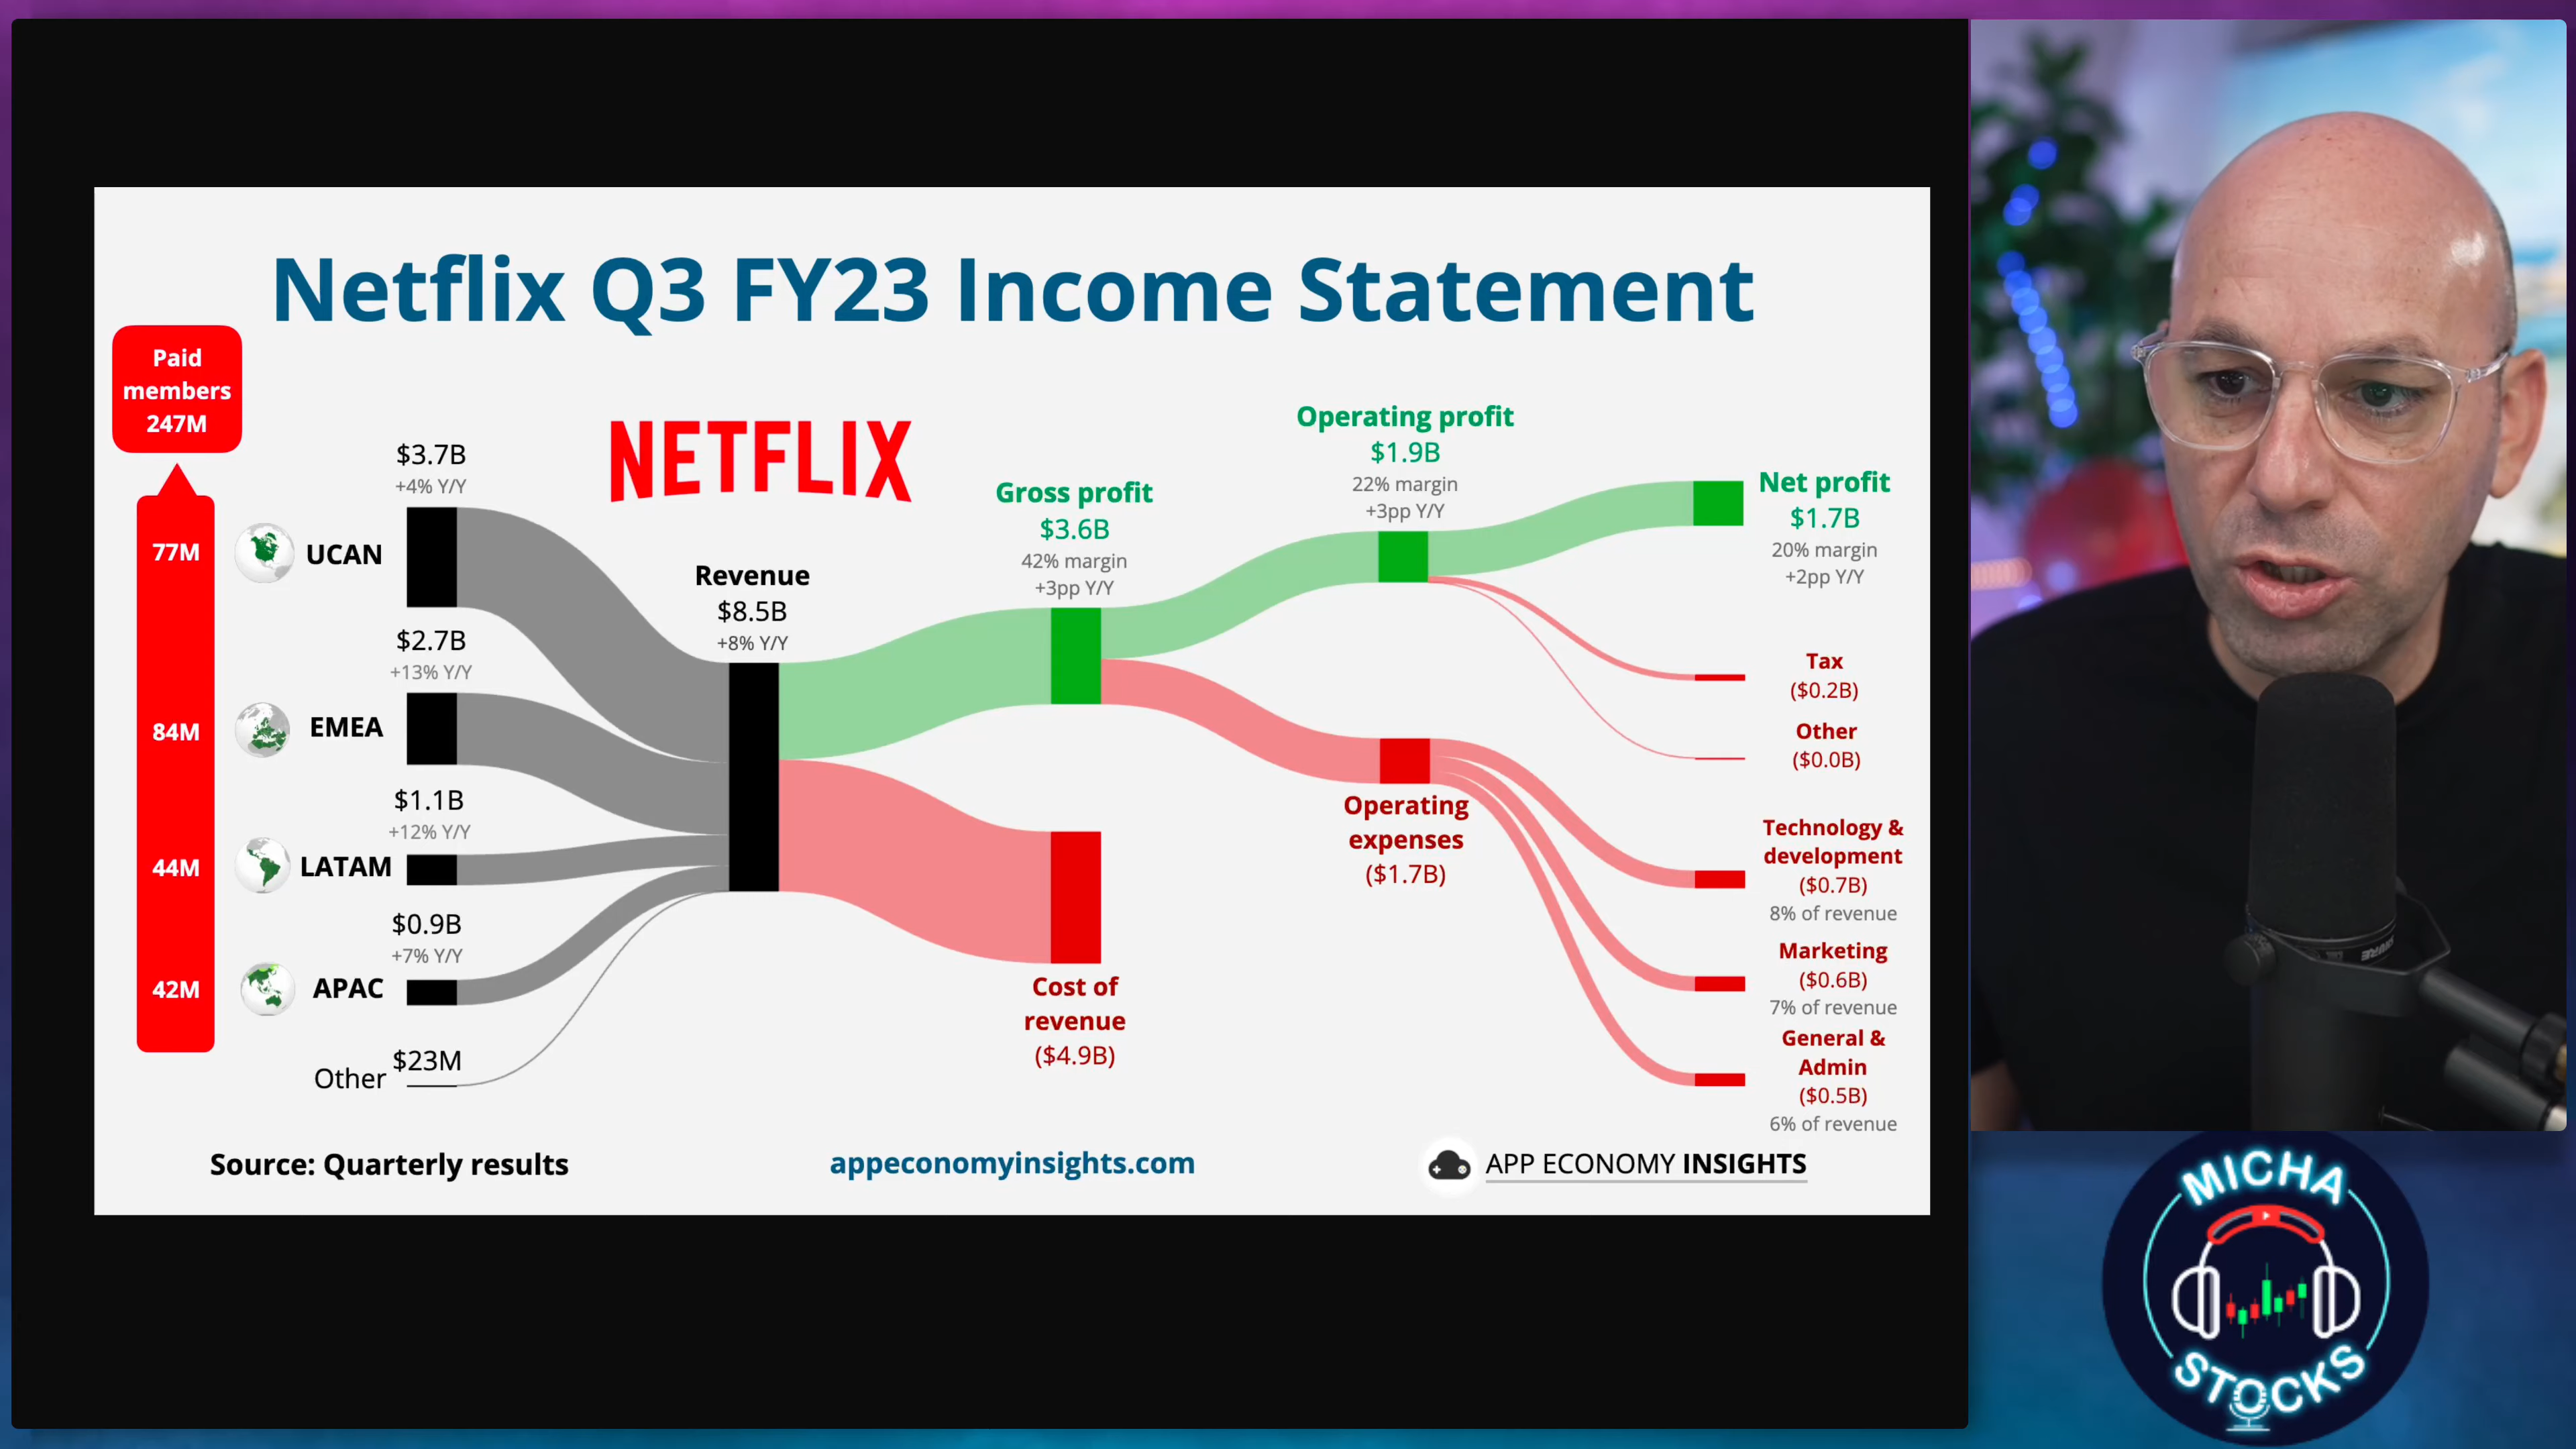 Netflix Q3 FY23 Income Statement
Paid
members
247M
77M
84M
44M
42M
$3.7B
+4% Y/Y
UCAN
$2.7B
+13% Y/Y
EMEA
$1.1B
+12% Y/Y
LATAM
$0.9B
+7% Y/Y
APAC
Other
$23M
NETFLIX
Revenue
$8.5B
+8% Y/Y
Gross profit
$3.6B
42% margin
+3pp Y/Y
Cost of
revenue
($4.9B)
Operating profit
$1.9B
22% margin
+3pp Y/Y
Operating
expenses
($1.7B)
Net profit
$1.7B
20% margin
+2pp Y/Y
Tax
($0.2B)
Other
($0.0B)
Technology &
development
($0.7B)
8% of revenue
Marketing
($0.6B)
7% of revenue
General &
Admin
($0.5B)
6% of revenue
Source: Quarterly results
appeconomyinsights.com
APP ECONOMY INSIGHTS
SHURE
MICHA
STOCKS